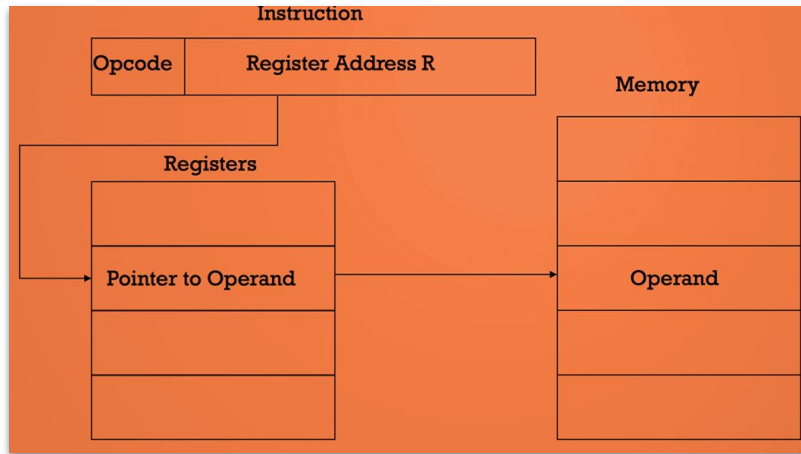 Instruction
Opcode
Register Address R
Memory
Registers
Pointer to Operand
Operand